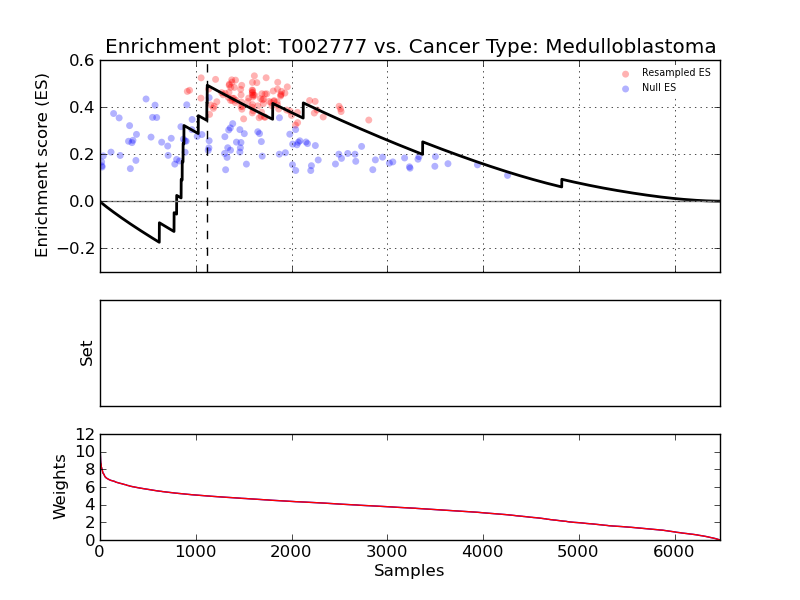 Enrichment plot: T002777 vs. Cancer Type: Medulloblastoma
Enrichment score (ES)
0.6
0.4
0.2
0.0
−0.2
Resampled ES
Null ES
Set
Weights
12
10
8
6
4
2
0
0 1000 2000 3000 4000 5000 6000
Samples